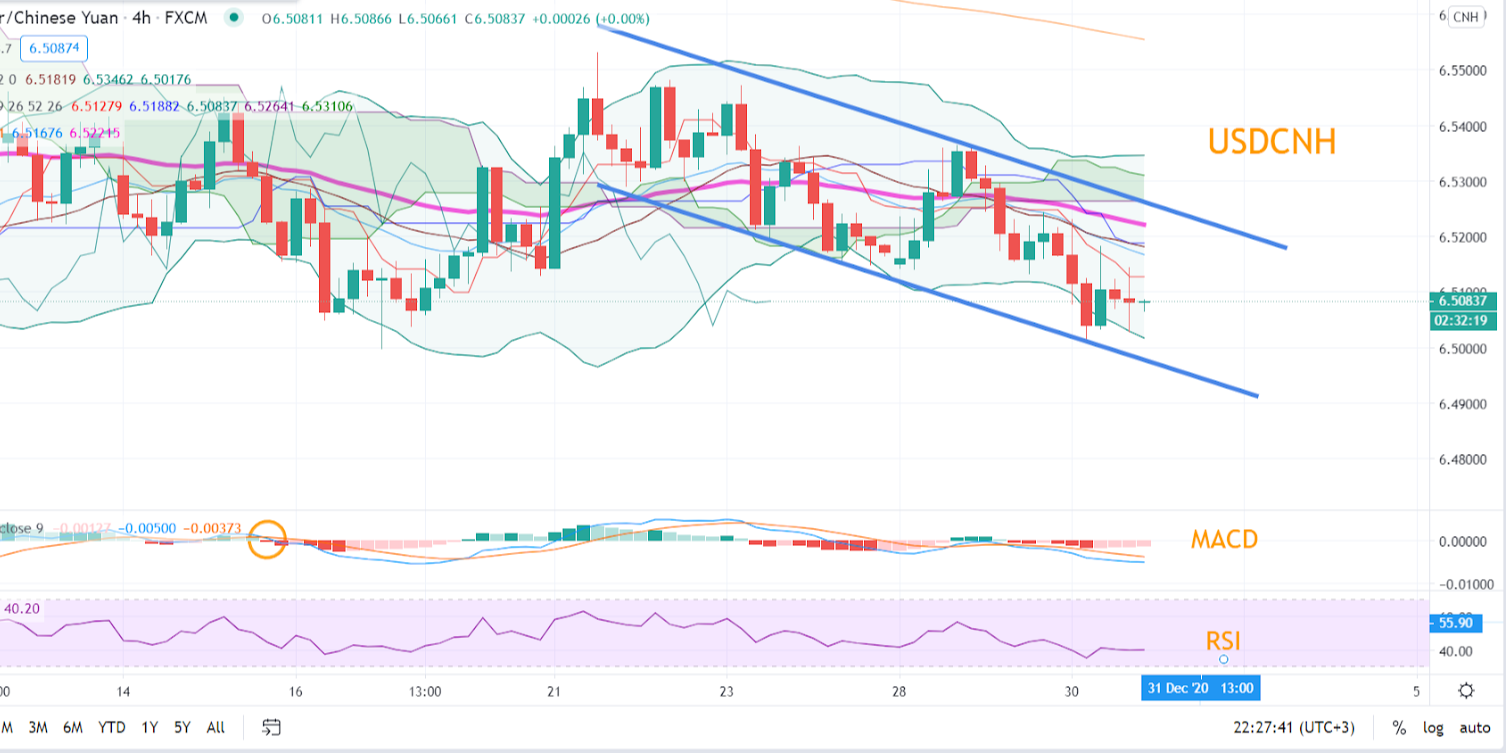 r/Chinese Yuan · 4h · FXCM O6.50811 H6.50866 L6.50661 C6.50837 +0.00026 (+0.00%)
.7 6.50874
2 0 6.51819 6.53462 6.50176
9 26 52 26 6.51279 6.51882 6.50837 6.52641 6.53106
6.51676 6.52215
CNH
6.55000
6.54000
USDCNH
6.53000
6.52000
6.51000
6.50837
02:32:19
6.50000
6.49000
6.48000
close 9 −0.00127 −0.00500 −0.00373
MACD
0.00000
−0.01000
40.20
55.90
RSI
40.00
00 14 16 13:00 21 23 28 30 31 Dec '20 13:00 5
M 3M 6M YTD 1Y 5Y All 22:27:41 (UTC+3) % log auto